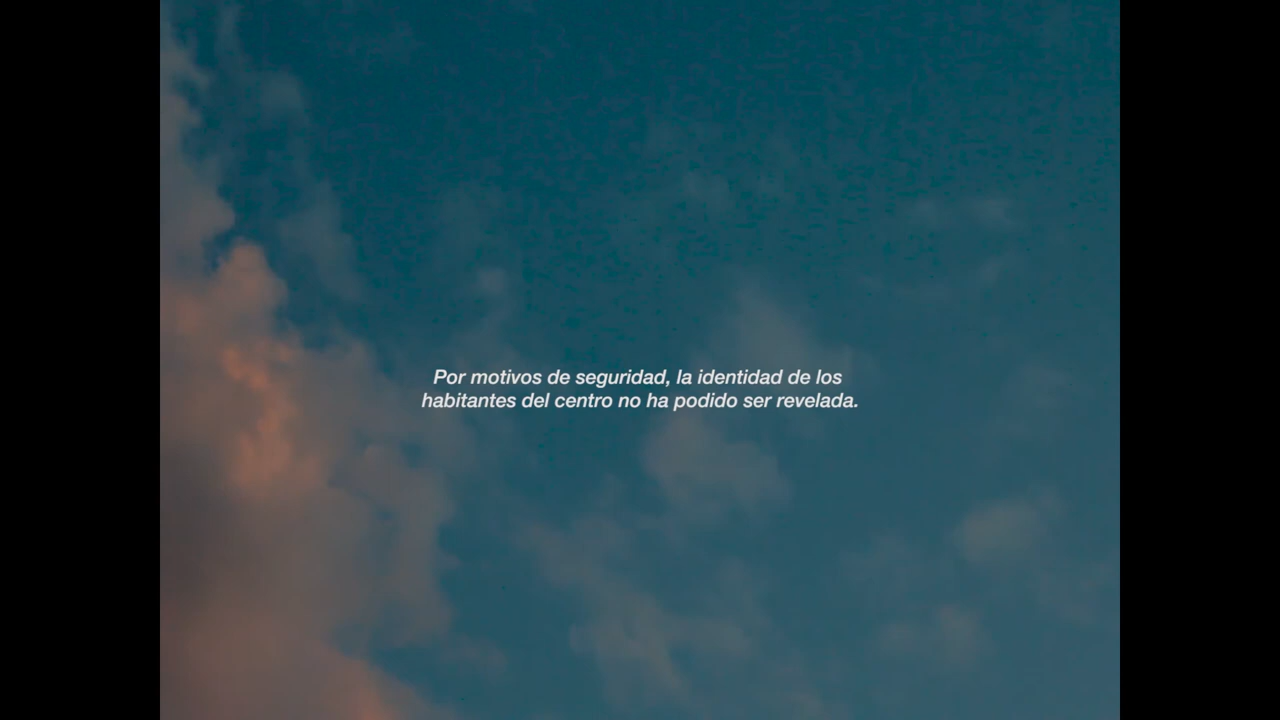 Por motivos de seguridad, la identidad de los
habitantes del centro no ha podido ser revelada.